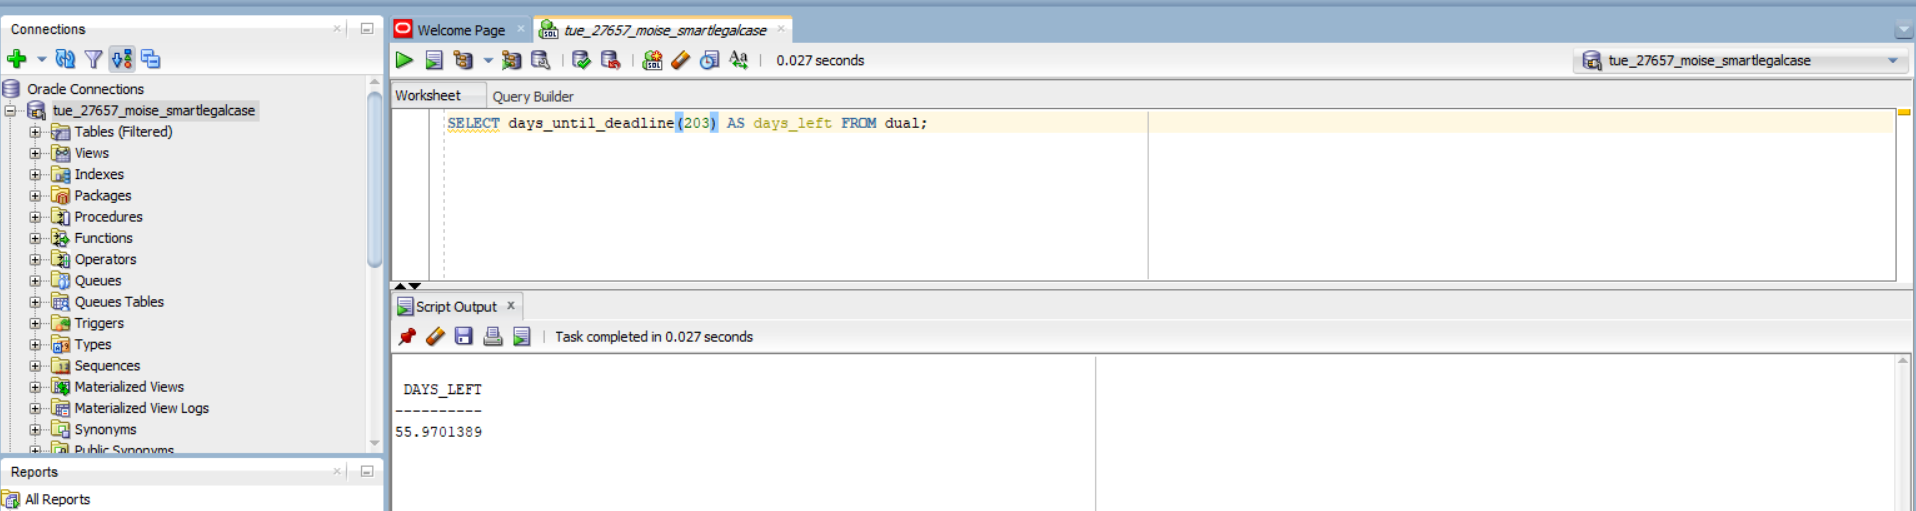 Connections
Oracle Connections
tue_27657_moise_smartlegalcase
Tables (Filtered)
Views
Indexes
Packages
Procedures
Functions
Operators
Queues
Queues Tables
Triggers
Types
Sequences
Materialized Views
Materialized View Logs
Synonyms
Public Synonyms
Reports
All Reports
Welcome Page
tue_27657_moise_smartlegalcase
0.027 seconds
tue_27657_moise_smartlegalcase
Worksheet Query Builder
SELECT days_until_deadline(203) AS days_left FROM dual;
Script Output x
Task completed in 0.027 seconds
DAYS_LEFT
----------
55.9701389